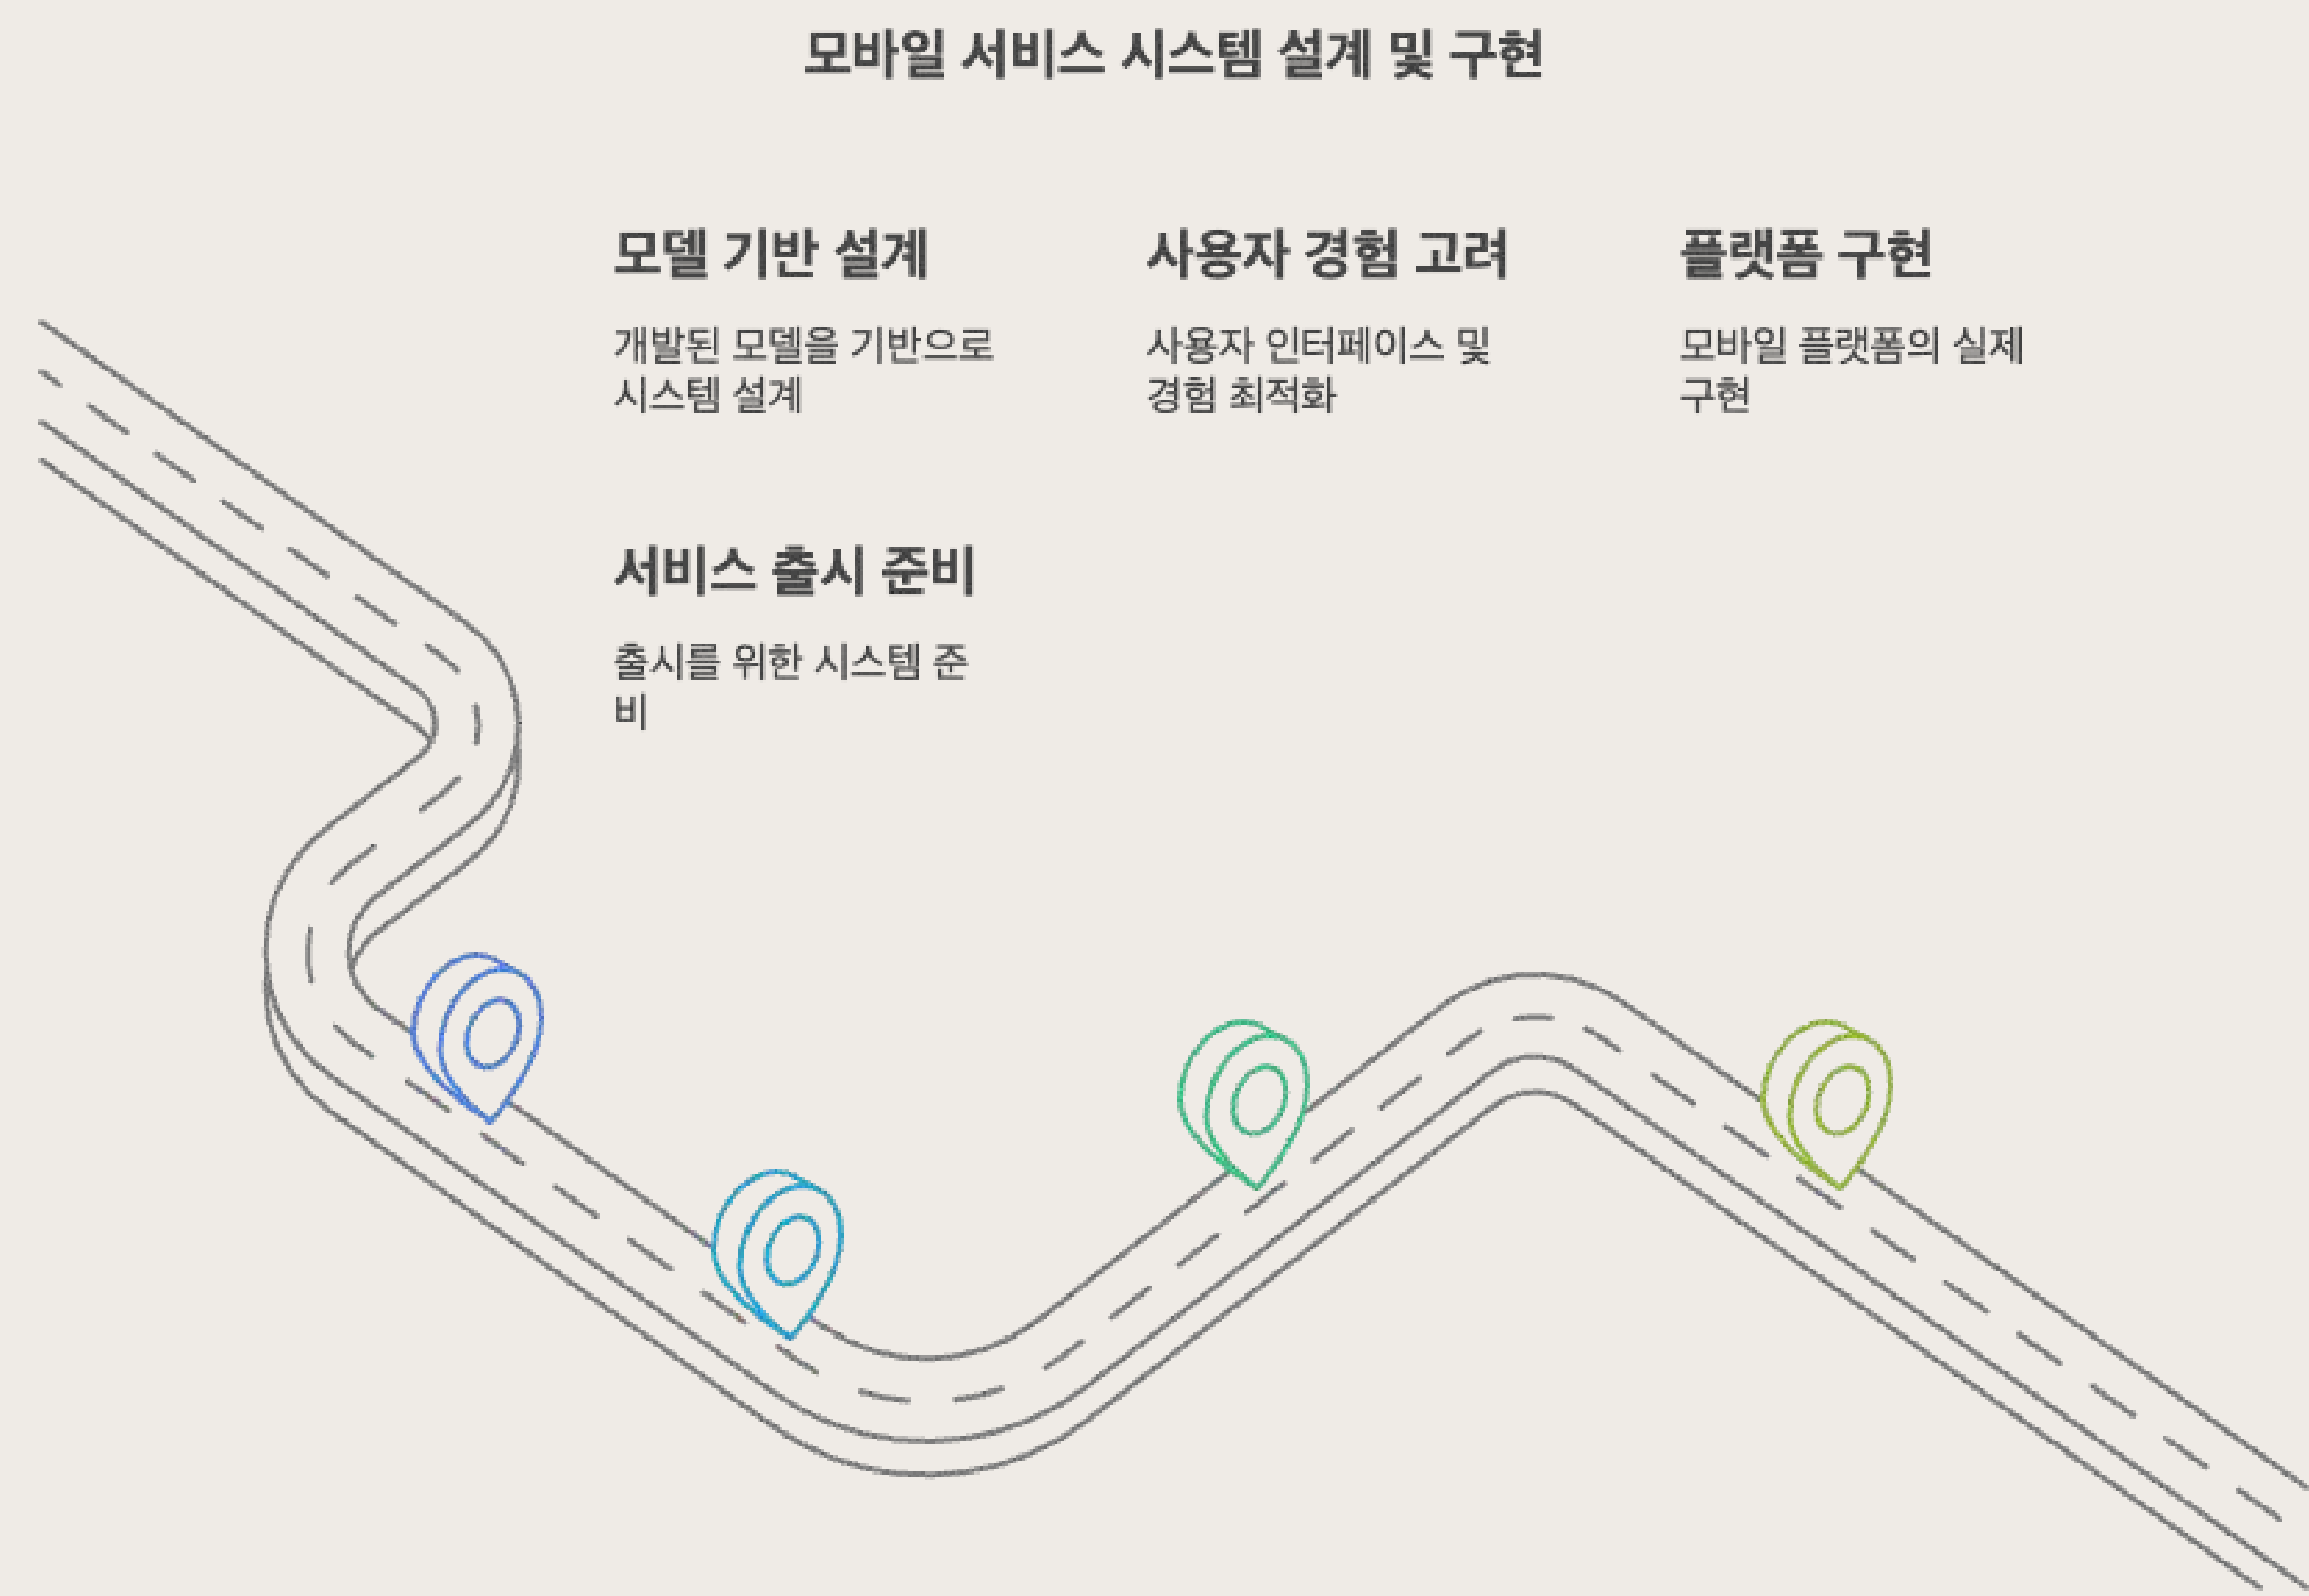 모바일 서비스 시스템 설계 및 구현
모델 기반 설계
개발된 모델을 기반으로
시스템 설계
사용자 경험 고려
사용자 인터페이스 및
경험 최적화
플랫폼 구현
모바일 플랫폼의 실제
구현
서비스 출시 준비
출시를 위한 시스템 준
비